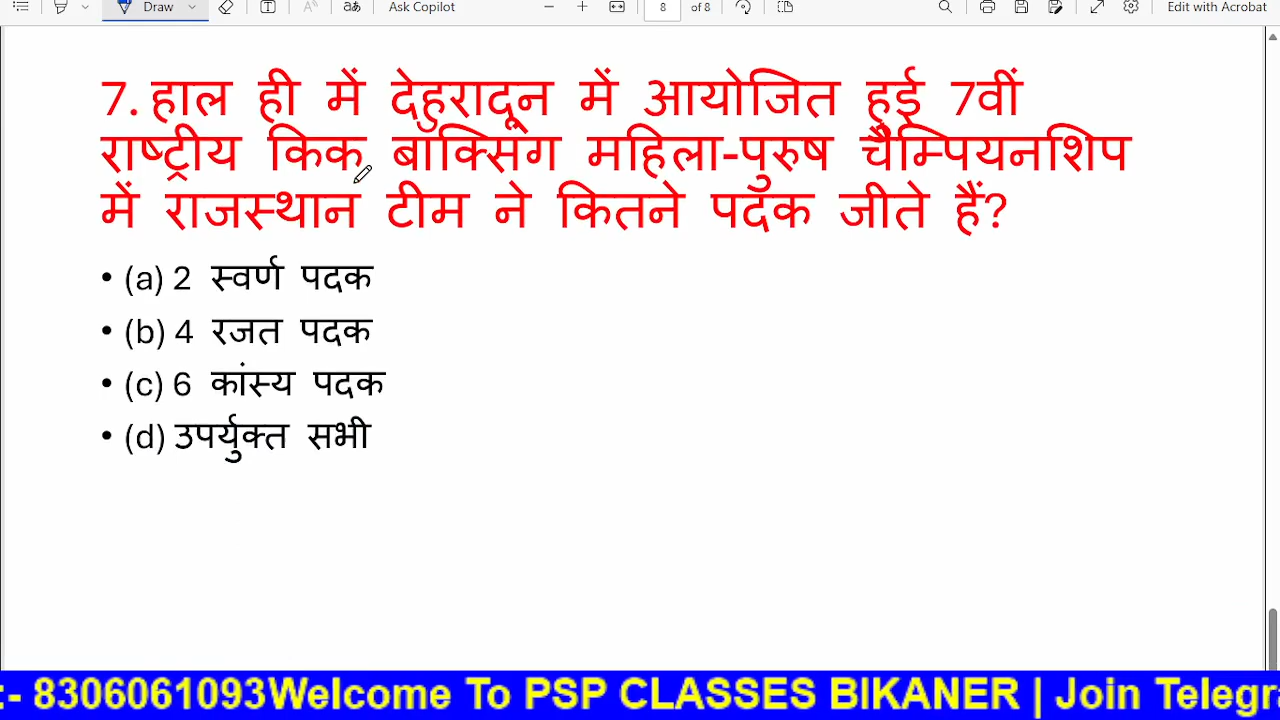 Draw
Ask Copilot
8 of 8
Edit with Acrobat
7. हाल ही में देहुरादून में आयोजित हुई 7वीं
राष्ट्रीय किक बाक्सिंग महिला-पुरुष चैम्पियनशिप
में राजस्थान टीम ने कितने पदक जीते हैं?
• (a) 2 स्वर्ण पदक
• (b) 4 रजत पदक
• (c) 6 कांस्य पदक
• (d) उपर्युक्त सभी
:- 8306061093Welcome To PSP CLASSES BIKANER | Join Telegra